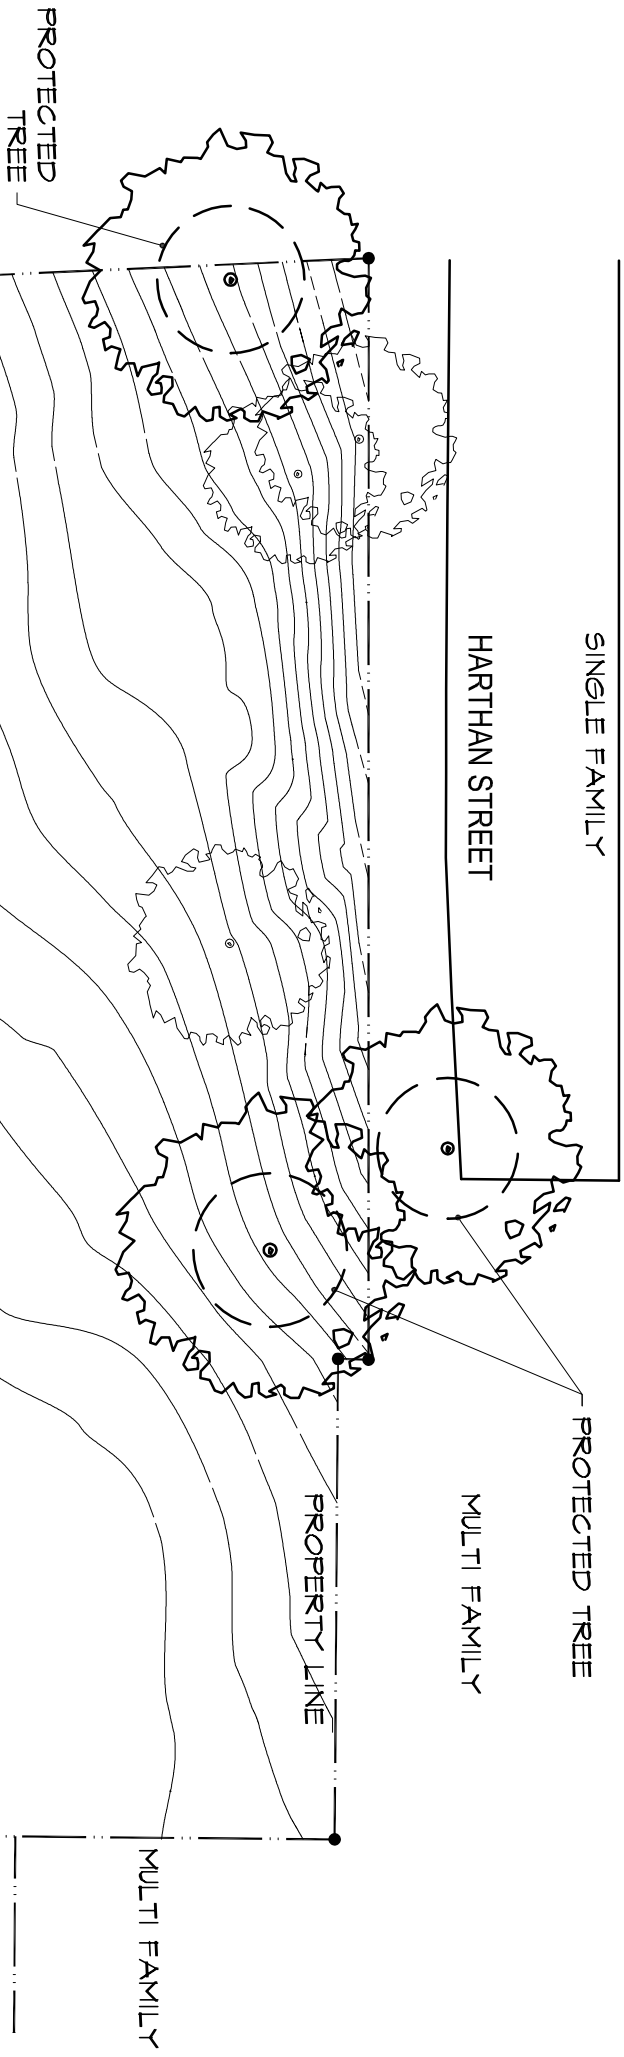 PROTECTED
TREE
SINGLE FAMILY
HARTHAN STREET
PROTECTED TREE
MULTI FAMILY
PROPERTY LINE
MULTI FAMILY